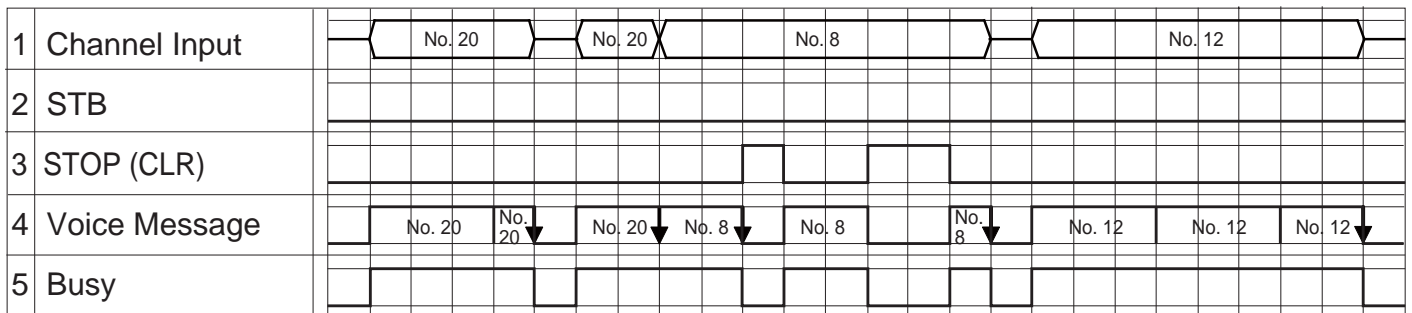 1 Channel Input No. 20 No. 20 No. 8 No. 12
2 STB
3 STOP (CLR)
4 Voice Message No. 20 No. 20 No. 20 No. 8 No. 8 No. 8 No. 12 No. 12 No. 12
5 Busy